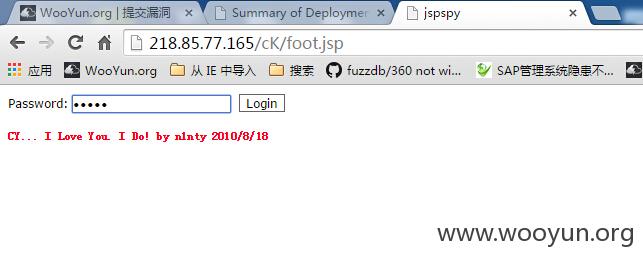 WooYun.org | 提交漏洞
Summary of Deploymer
jspspy
218.85.77.165/cK/foot.jsp
应用 WooYun.org 从 IE 中导入 搜索 fuzzdb/360 not wi... SAP管理系统隐患不...
Password: ••••• Login
CY... I Love You. I Do! by n1nty 2010/8/18
www.wooyun.org